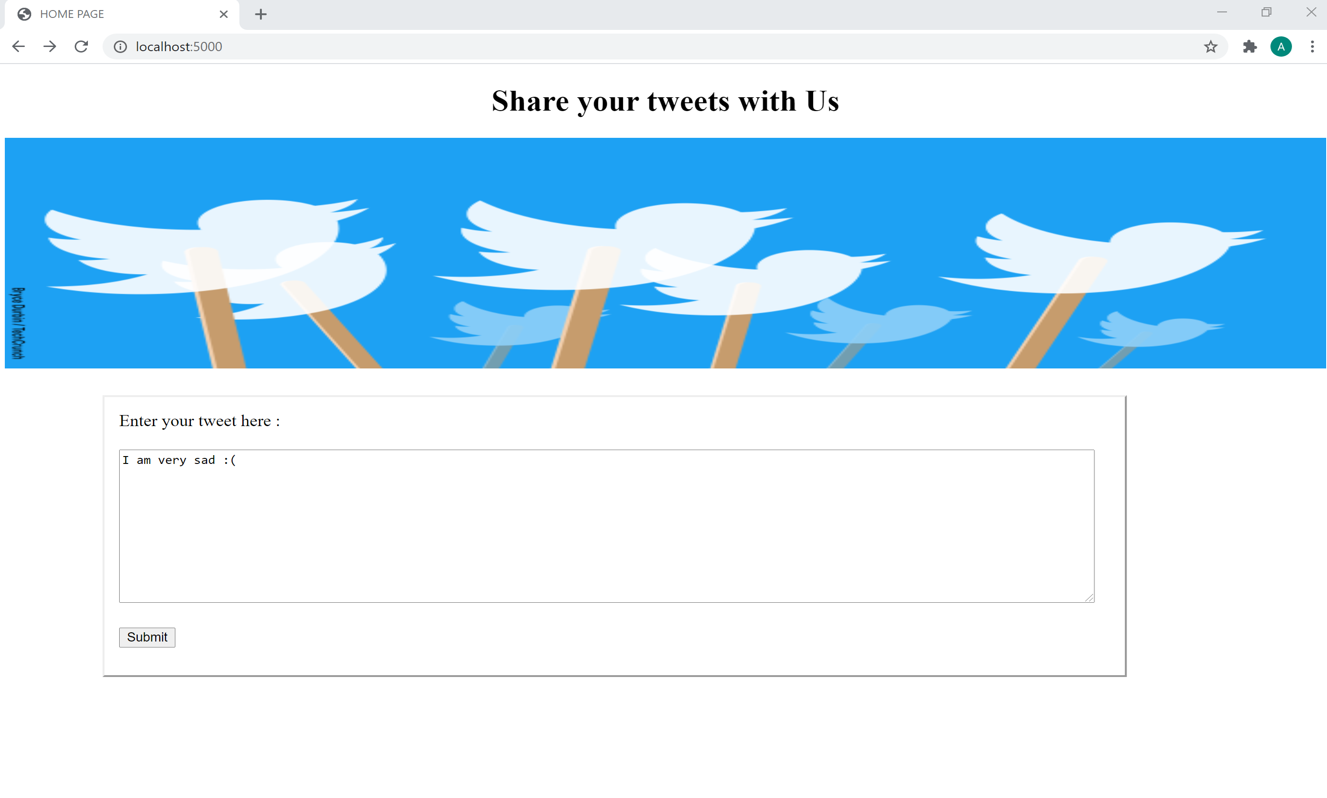 HOME PAGE
localhost:5000
A
Share your tweets with Us
Bryce Durbin / TechCrunch
Enter your tweet here :
I am very sad :(
Submit